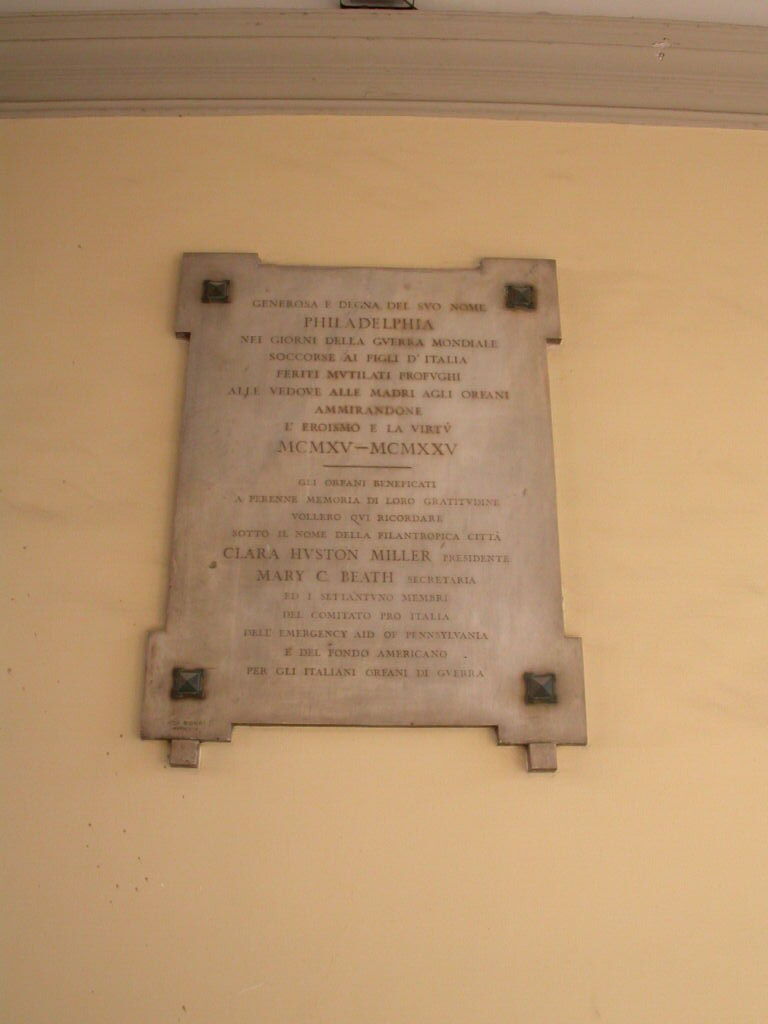 GENEROSA E DEGNA DEL SVO NOME
PHILADELPHIA
NEI GIORNI DELLA GVERRA MONDIALE
SOCCORSE AI FIGLI D'ITALIA
FERITI MVTILATI PROFVGHI
ALLE VEDOVE ALLE MADRI AGLI ORFANI
AMMIRANDONE
L'EROISMO E LA VIRTÙ
MCMXV—MCMXXV
GLI ORFANI BENEFICATI
A PERENNE MEMORIA DI LORO GRATITVDINE
VOLLERO QVI RICORDARE
SOTTO IL NOME DELLA FILANTROPICA CITTÀ
CLARA HVSTON MILLER PRESIDENTE
MARY C. BEATH SECRETARIA
ED I SETTANTVNO MEMBRI
DEL COMITATO PRO ITALIA
DELL'EMERGENCY AID OF PENNSYLVANIA
E DEL FONDO AMERICANO
PER GLI ITALIANI ORFANI DI GVERRA